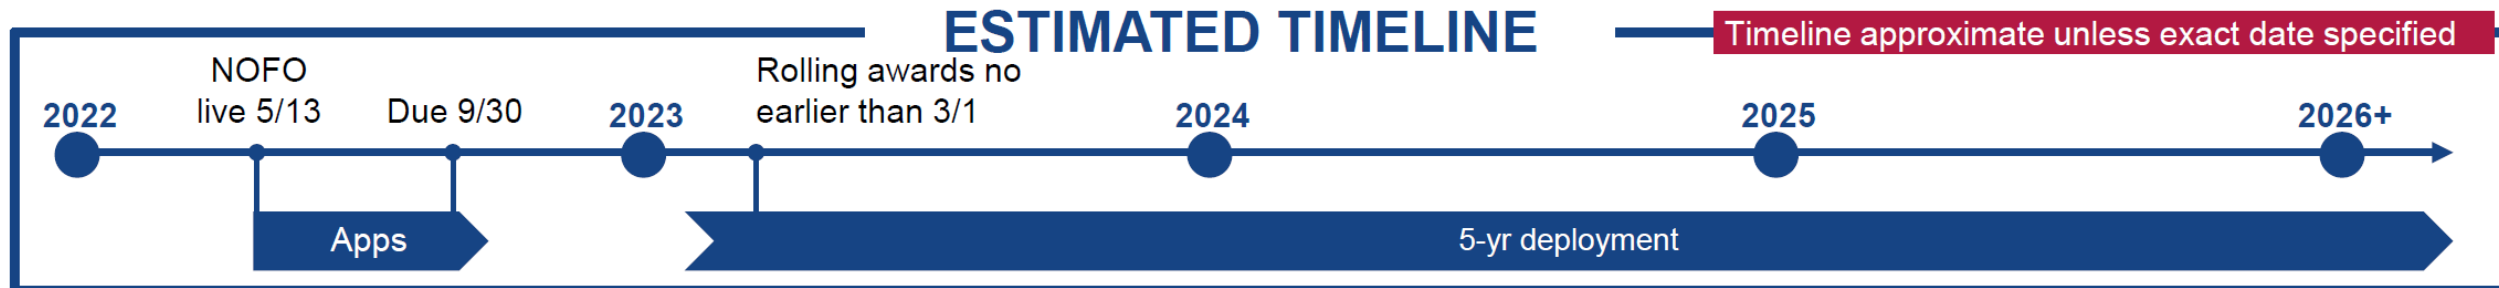 ESTIMATED TIMELINE
Timeline approximate unless exact date specified
2022
NOFO
live 5/13
Due 9/30
2023
Rolling awards no
earlier than 3/1
2024
2025
2026+
Apps
5-yr deployment